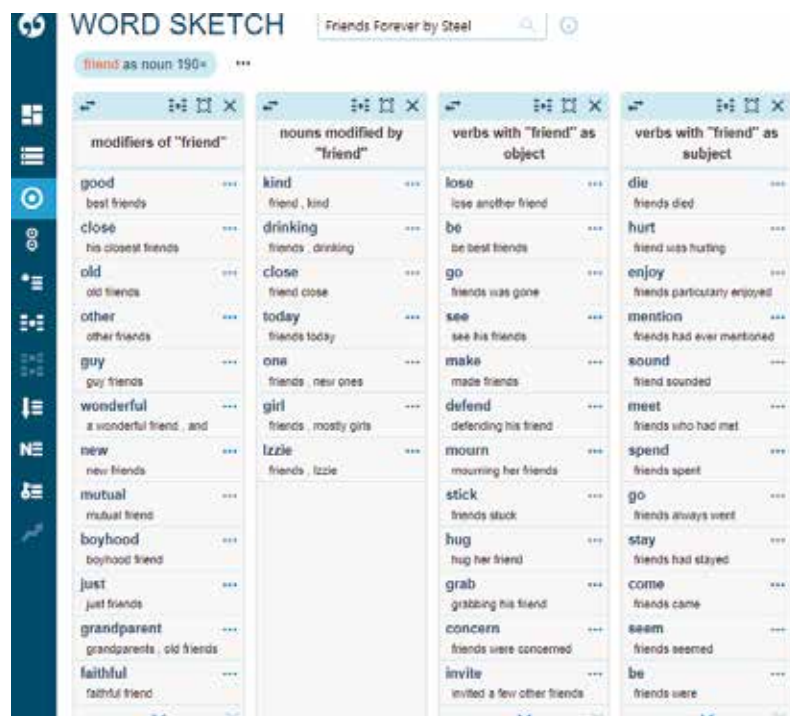 WORD SKETCH
Friends Forever by Steel
friend as noun 190×
modifiers of "friend"
good
best friends
close
his closest friends
old
old friends
other
other friends
guy
guy friends
wonderful
a wonderful friend , and
new
new friends
mutual
mutual friend
boyhood
boyhood friend
just
just friends
grandparent
grandparents , old friends
faithful
faithful friend
nouns modified by
"friend"
kind
friend , kind
drinking
friends , drinking
close
friend close
today
friends today
one
friends , new ones
girl
friends , mostly girls
Izzie
friends , Izzie
verbs with "friend" as
object
lose
lose another friend
be
be best friends
go
friends was gone
see
see his friends
make
made friends
defend
defending his friend
mourn
mourning her friends
stick
friends stuck
hug
hug her friend
grab
grabbing his friend
concern
friends were concerned
invite
invited a few other friends
verbs with "friend" as
subject
die
friends died
hurt
friend was hurting
enjoy
friends particularly enjoyed
mention
friends had ever mentioned
sound
friend sounded
meet
friends who had met
spend
friends spent
go
friends always went
stay
friends had stayed
come
friends came
seem
friends seemed
be
friends were